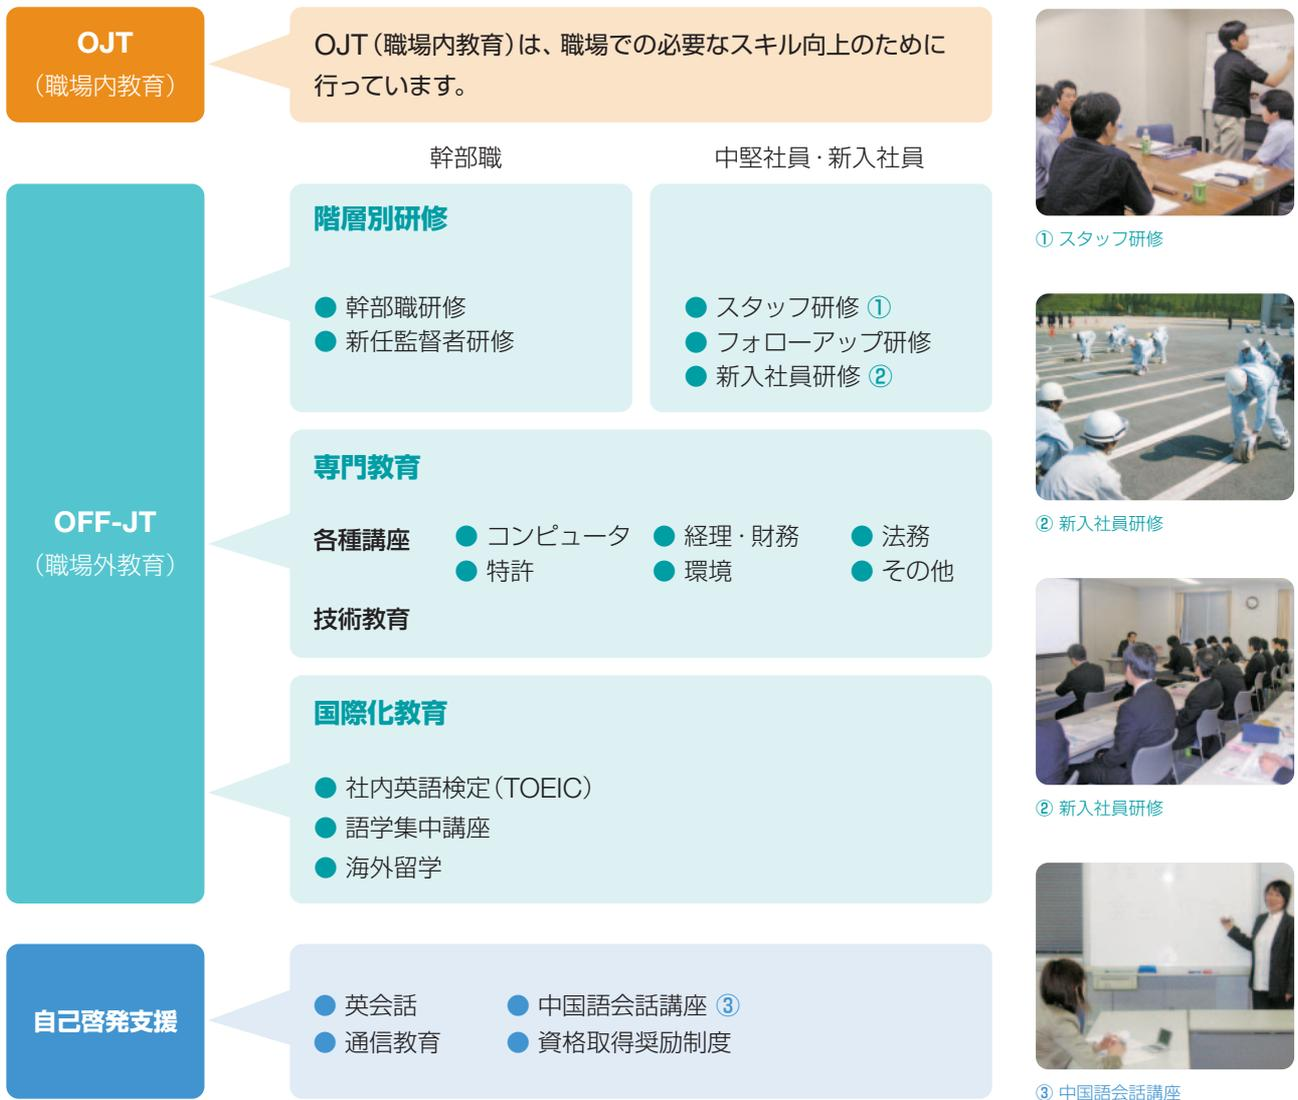 OJT
(職場内教育)
OJT(職場内教育)は、職場での必要なスキル向上のために
行っています。
幹部職
中堅社員・新入社員
OFF-JT
(職場外教育)
階層別研修
● 幹部職研修
● 新任監督者研修
● スタッフ研修 ①
● フォローアップ研修
● 新入社員研修 ②
専門教育
各種講座
● コンピュータ ● 経理・財務 ● 法務
● 特許 ● 環境 ● その他
技術教育
国際化教育
● 社内英語検定(TOEIC)
● 語学集中講座
● 海外留学
自己啓発支援
● 英会話 ● 中国語会話講座 ③
● 通信教育 ● 資格取得奨励制度
① スタッフ研修
② 新入社員研修
② 新入社員研修
③ 中国語会話講座